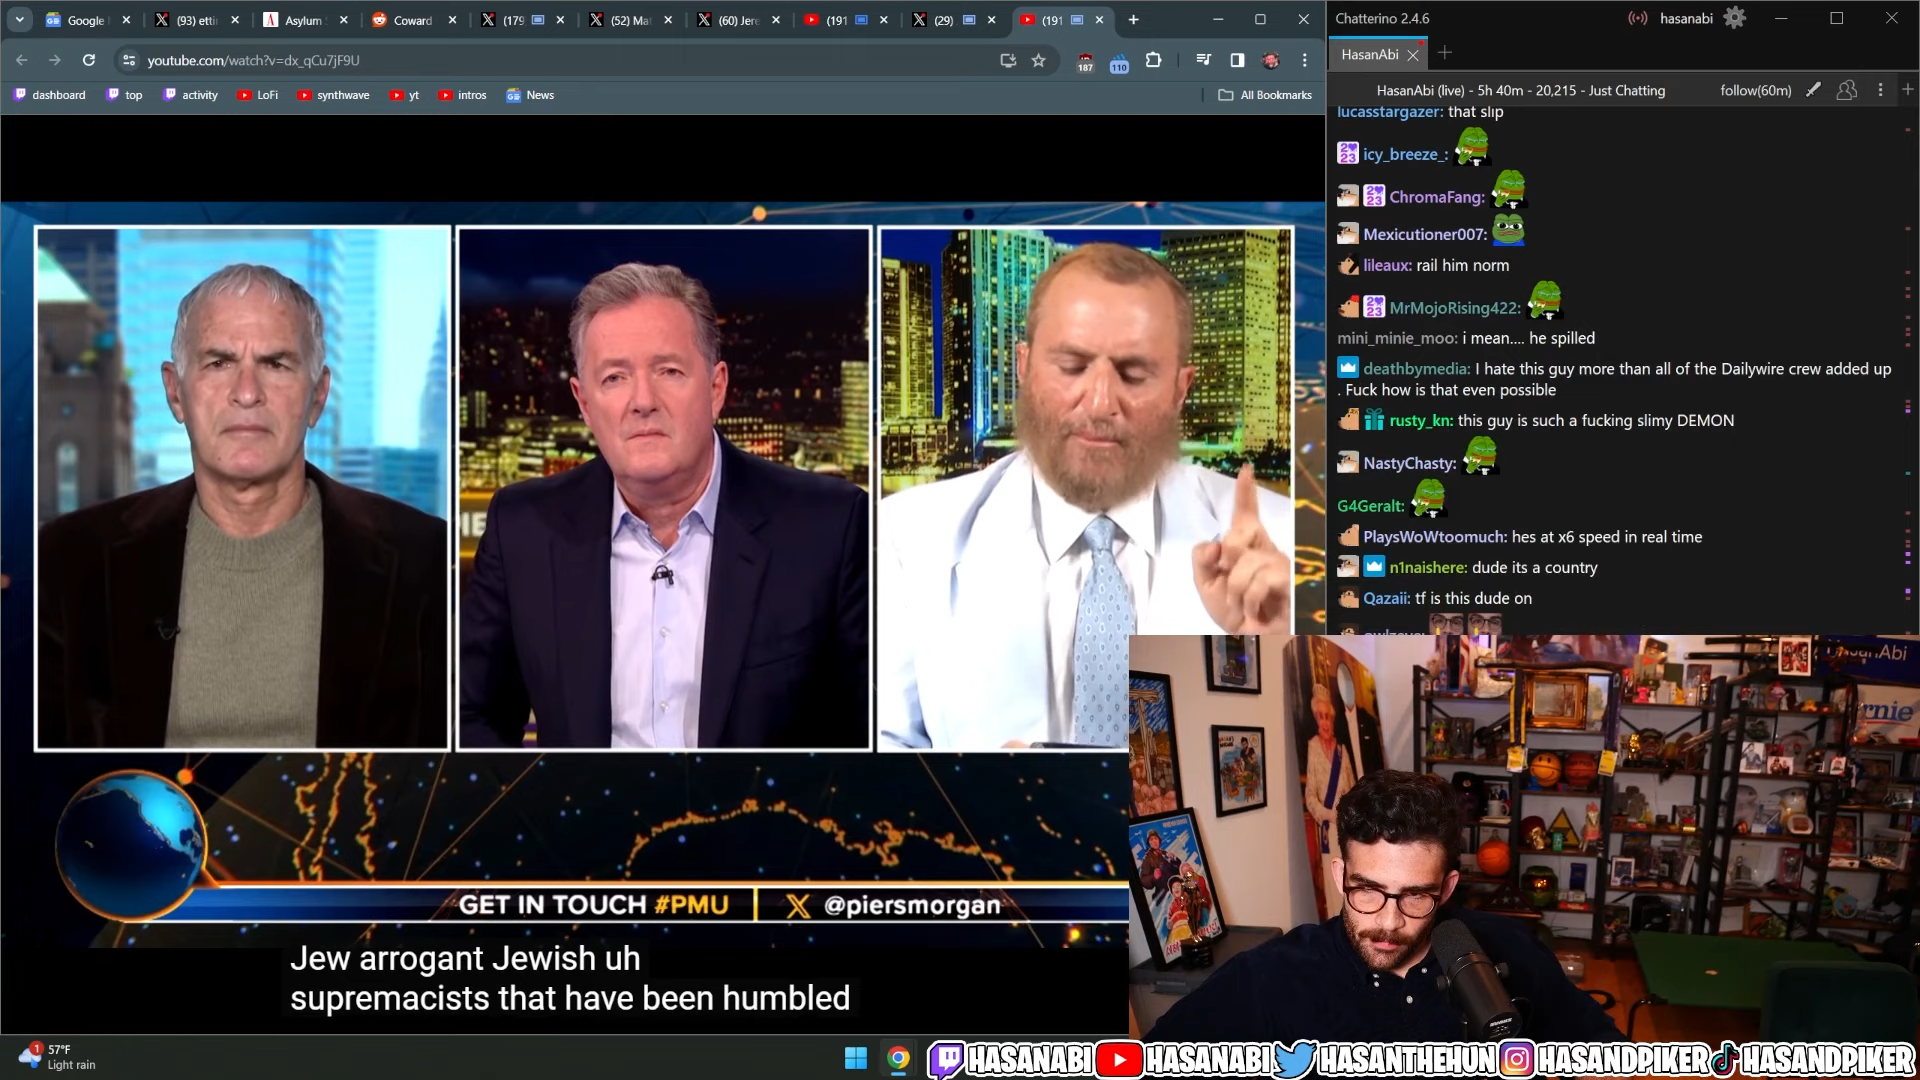 Google
(93) etti
Asylum
Coward
(179
(52) Mat
(60) Jere
(191
(29)
(191
youtube.com/watch?v=dx_qCu7jF9U
187
110
dashboard
top
activity
LoFi
synthwave
yt
intros
News
All Bookmarks
GET IN TOUCH #PMU
X @piersmorgan
Jew arrogant Jewish uh
supremacists that have been humbled
Chatterino 2.4.6
hasanabi
HasanAbi
HasanAbi (live) - 5h 40m - 20,215 - Just Chatting
follow(60m)
lucasstargazer: that slip
icy_breeze_:
ChromaFang:
Mexicutioner007:
lileaux: rail him norm
MrMojoRising422:
mini_minie_moo: i mean.... he spilled
deathbymedia: I hate this guy more than all of the Dailywire crew added up
. Fuck how is that even possible
rusty_kn: this guy is such a fucking slimy DEMON
NastyChasty:
G4Geralt:
PlaysWoWtoomuch: hes at x6 speed in real time
n1naishere: dude its a country
Qazaii: tf is this dude on
1
57°F
Light rain
HASANABI
HASANABI
HASANTHEHUN
HASANDPIKER
HASANDPIKER